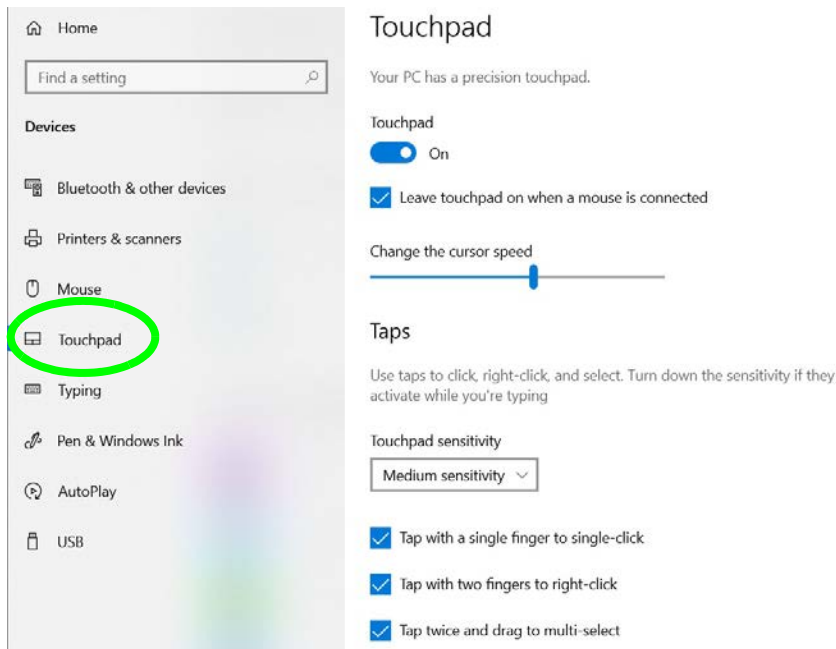 Home
Find a setting
Devices
Bluetooth & other devices
Printers & scanners
Mouse
Touchpad
Typing
Pen & Windows Ink
AutoPlay
USB
Touchpad
Your PC has a precision touchpad.
Touchpad
On
Leave touchpad on when a mouse is connected
Change the cursor speed
Taps
Use taps to click, right-click, and select. Turn down the sensitivity if they
activate while you're typing
Touchpad sensitivity
Medium sensitivity
Tap with a single finger to single-click
Tap with two fingers to right-click
Tap twice and drag to multi-select